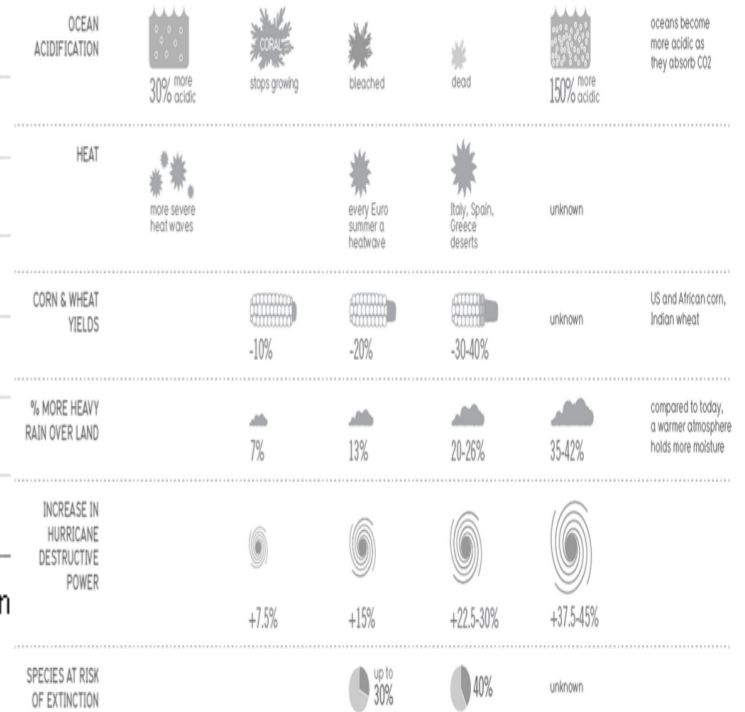 OCEAN
ACIDIFICATION
30% more
acidic
CORAL
stops growing
bleached
dead
150% more
acidic
oceans become
more acidic as
they absorb CO2
HEAT
more severe
heat waves
every Euro
summer a
heatwave
Italy, Spain,
Greece
deserts
unknown
CORN & WHEAT
YIELDS
-10%
-20%
-30-40%
unknown
US and African corn,
Indian wheat
% MORE HEAVY
RAIN OVER LAND
7%
13%
20-26%
35-42%
compared to today,
a warmer atmosphere
holds more moisture
INCREASE IN
HURRICANE
DESTRUCTIVE
POWER
+7.5%
+15%
+22.5-30%
+37.5-45%
n
SPECIES AT RISK
OF EXTINCTION
up to
30%
40%
unknown